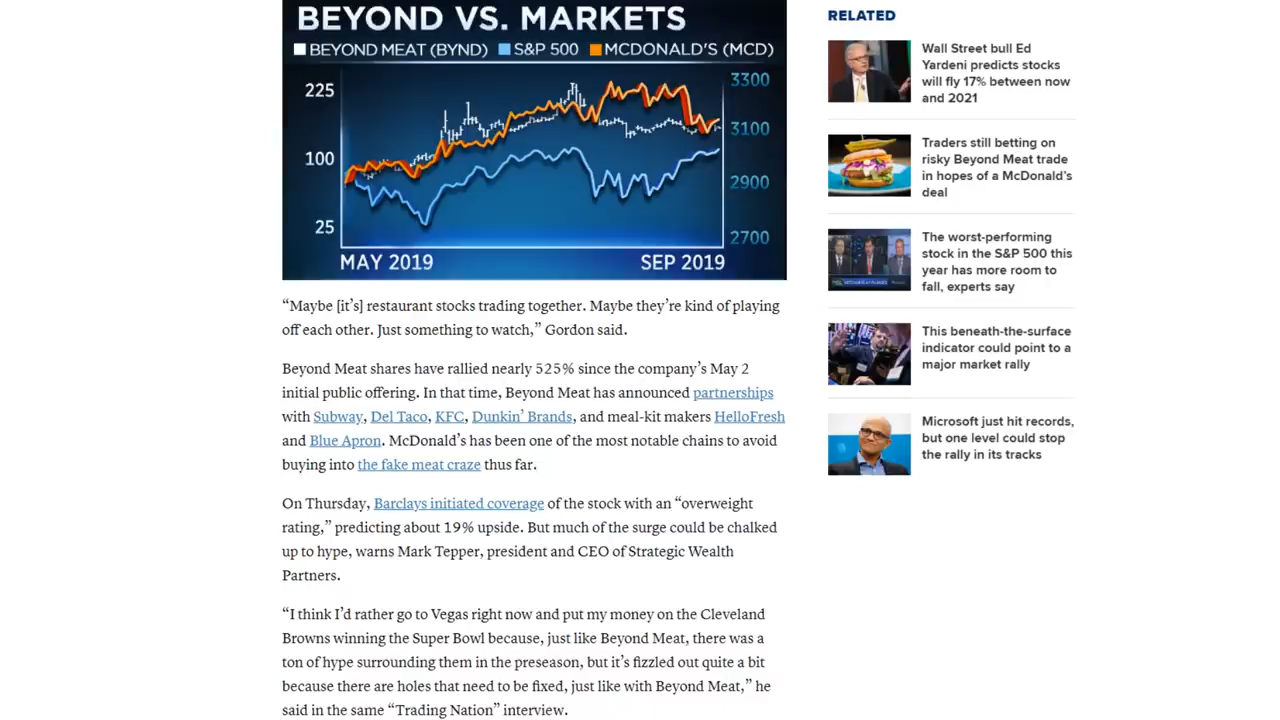 BEYOND VS. MARKETS
BEYOND MEAT (BYND) S&P 500 MCDONALD'S (MCD)
225
100
25
3300
3100
2900
2700
MAY 2019
SEP 2019
“Maybe [it’s] restaurant stocks trading together. Maybe they’re kind of playing
off each other. Just something to watch,” Gordon said.
Beyond Meat shares have rallied nearly 525% since the company’s May 2
initial public offering. In that time, Beyond Meat has announced partnerships
with Subway, Del Taco, KFC, Dunkin’ Brands, and meal-kit makers HelloFresh
and Blue Apron. McDonald’s has been one of the most notable chains to avoid
buying into the fake meat craze thus far.
On Thursday, Barclays initiated coverage of the stock with an “overweight
rating,” predicting about 19% upside. But much of the surge could be chalked
up to hype, warns Mark Tepper, president and CEO of Strategic Wealth
Partners.
“I think I’d rather go to Vegas right now and put my money on the Cleveland
Browns winning the Super Bowl because, just like Beyond Meat, there was a
ton of hype surrounding them in the preseason, but it’s fizzled out quite a bit
because there are holes that need to be fixed, just like with Beyond Meat,” he
said in the same “Trading Nation” interview.
RELATED
Wall Street bull Ed
Yardeni predicts stocks
will fly 17% between now
and 2021
Traders still betting on
risky Beyond Meat trade
in hopes of a McDonald’s
deal
The worst-performing
stock in the S&P 500 this
year has more room to
fall, experts say
This beneath-the-surface
indicator could point to a
major market rally
Microsoft just hit records,
but one level could stop
the rally in its tracks